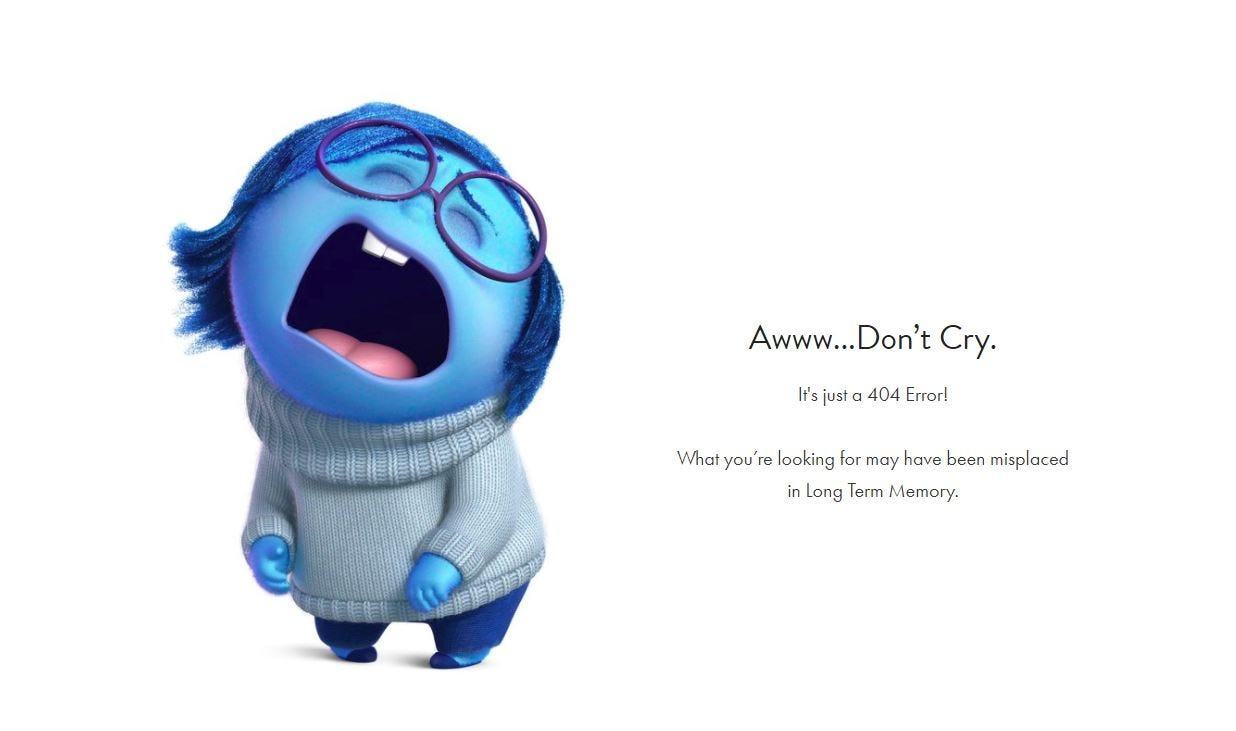 Awww...Don’t Cry.
It's just a 404 Error!
What you’re looking for may have been misplaced
in Long Term Memory.